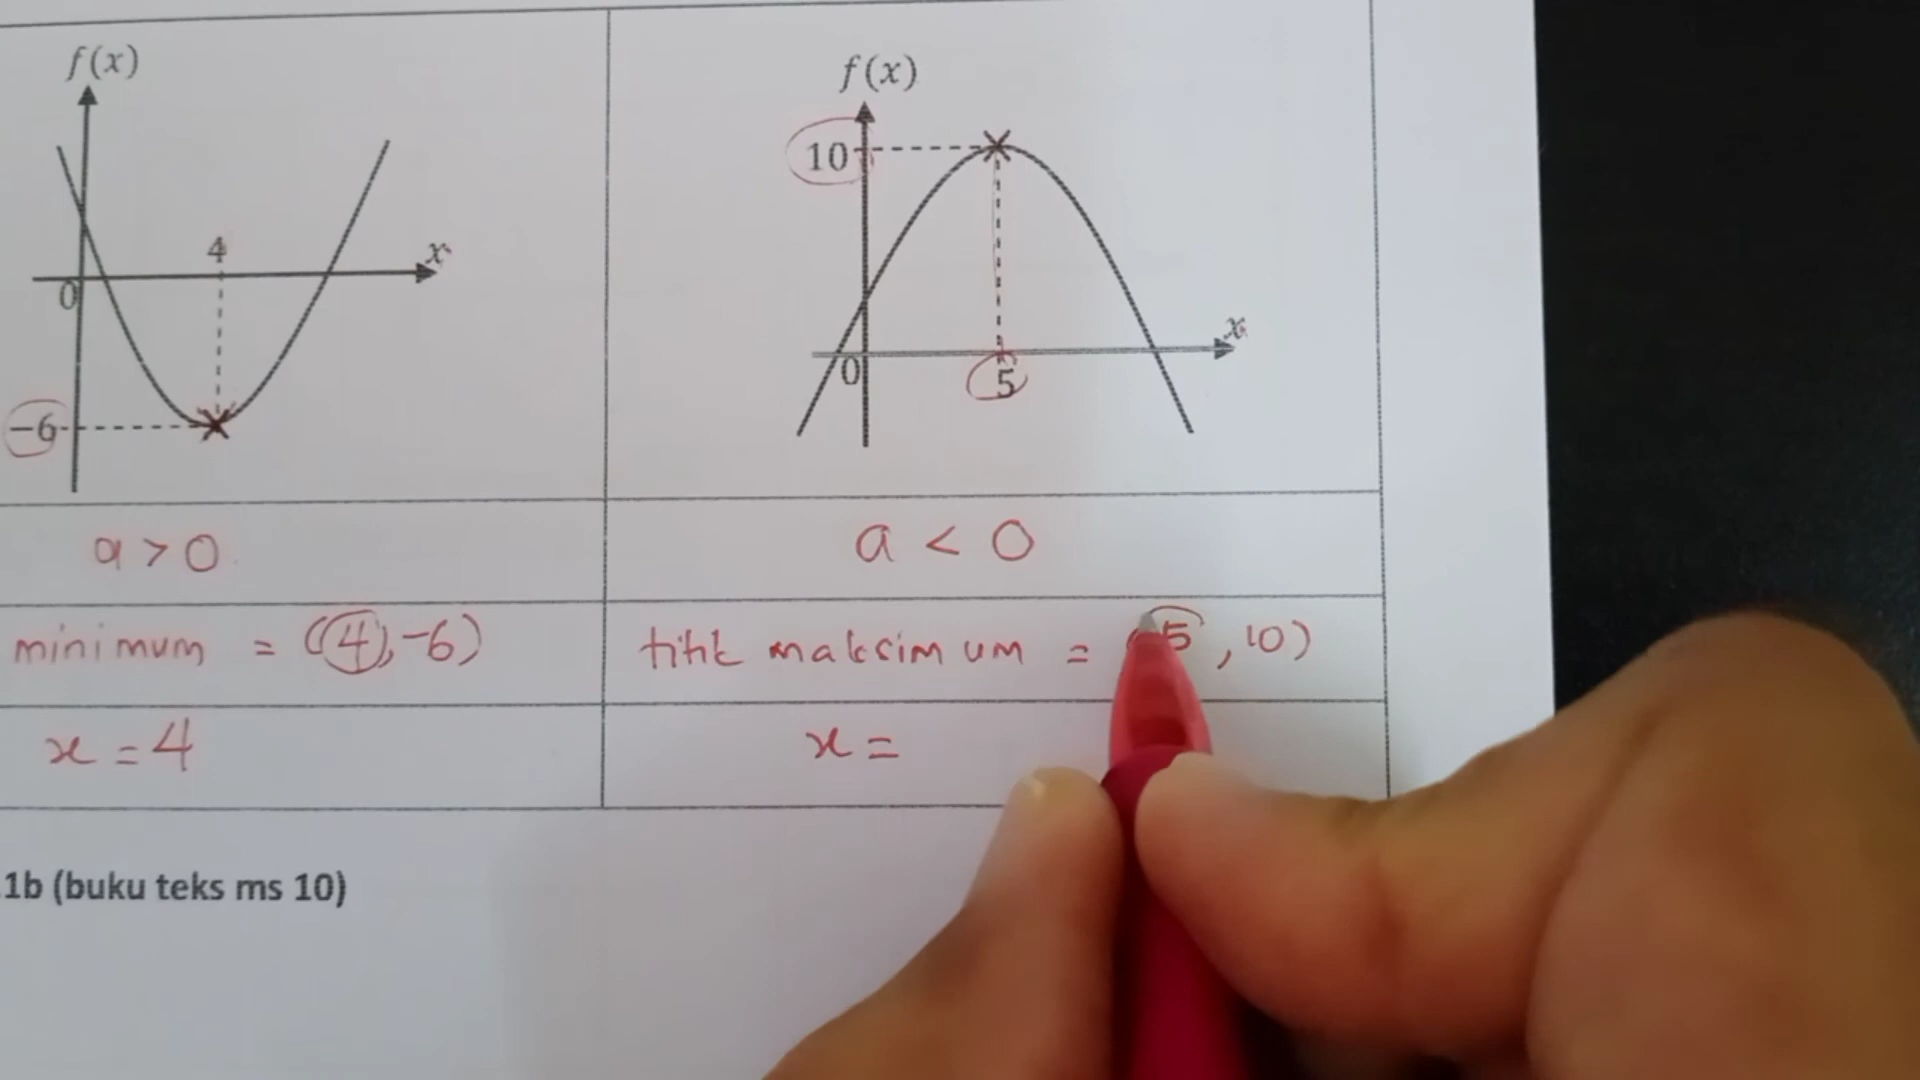 f(x)
4
x
0
−6
f(x)
10
x
0
5
a > 0
a < 0
minimum = (4, -6)
titik maksimum = (5, 10)
x = 4
x =
1b (buku teks ms 10)